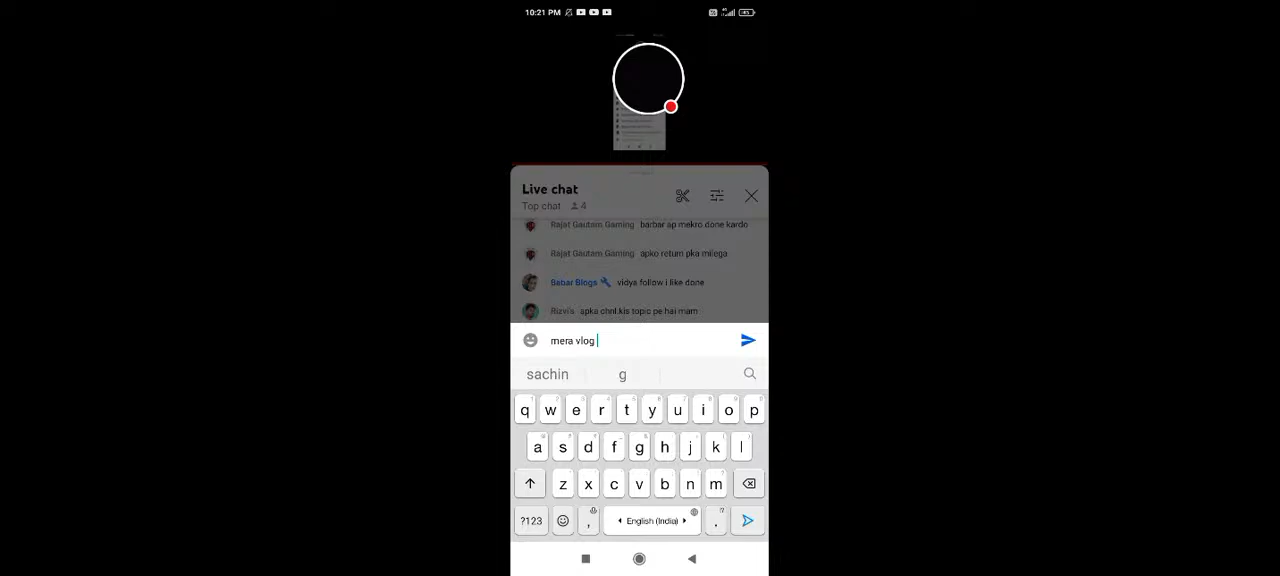 10:21 PM
Live chat
Top chat 4
Rajat Gautam Gaming barbar ap mekro done kardo
Rajat Gautam Gaming apko return pka milega
Babar Blogs vidya follow i like done
Rizvi's apka chnl.kis topic pe hai mam
mera vlog
sachin g
q w e r t y u i o p
a s d f g h j k l
z x c v b n m
?123 , English (India) .